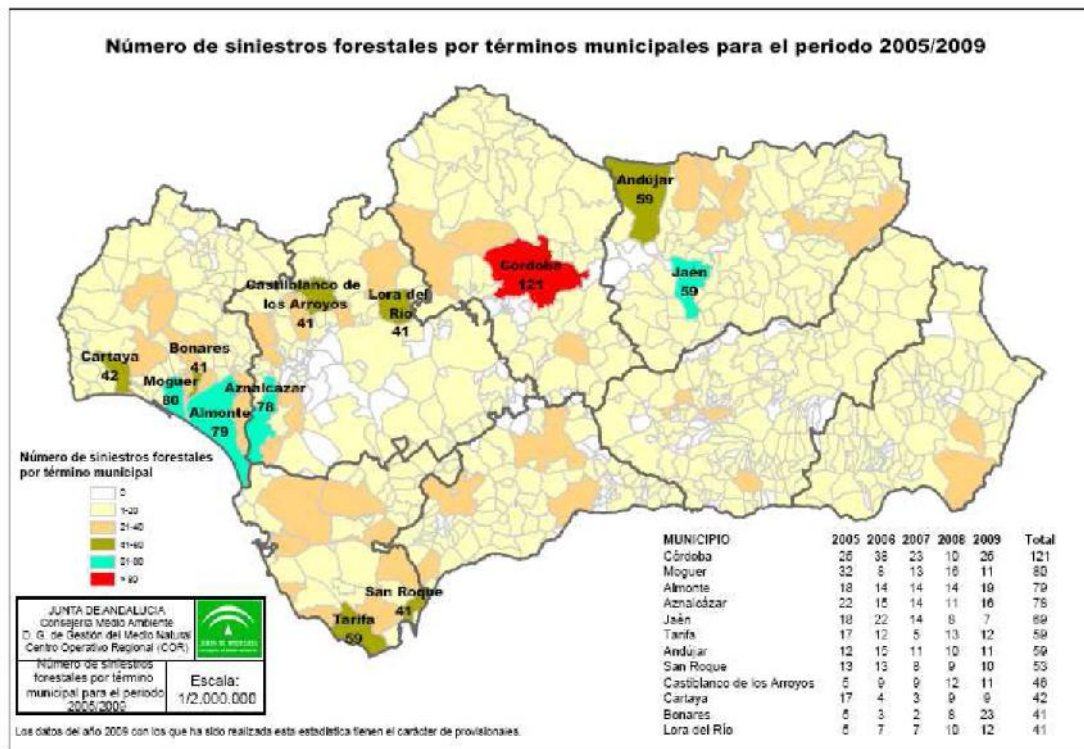 Número de siniestros forestales por términos municipales para el periodo 2005/2009
Andújar
59
Córdoba
121
Jaén
59
Castilblanco de
los Arroyos
41
Lora del
Río
41
Cartaya
42
Bonares
41
Moguer
80
Almonte
79
Aznalcazar
78
San Roque
41
Tarifa
59
Número de siniestros forestales
por término municipal
0
1-20
21-40
41-60
61-80
> 80
JUNTA DE ANDALUCIA
Consejería Medio Ambiente
D. G. de Gestión del Medio Natural
Centro Operativo Regional (COR)
Número de siniestros
forestales por término
municipal para el periodo
2005/2009
Escala:
1/2.000.000
MUNICIPIO 2005 2006 2007 2008 2009 Total
Córdoba 26 38 23 10 26 121
Moguer 32 8 13 16 11 80
Almonte 18 14 14 14 19 79
Aznalcázar 22 15 14 11 16 78
Jaén 18 22 14 8 7 69
Tarifa 17 12 5 13 12 59
Andújar 12 15 11 10 11 59
San Roque 13 13 8 9 10 53
Castiblanco de los Arroyos 5 9 9 12 11 46
Cartaya 17 4 3 9 9 42
Bonares 5 3 2 8 23 41
Lora del Río 5 7 7 10 12 41
Los datos del año 2009 con los que ha sido realizada esta estadistica tienen el carácter de provisionales.